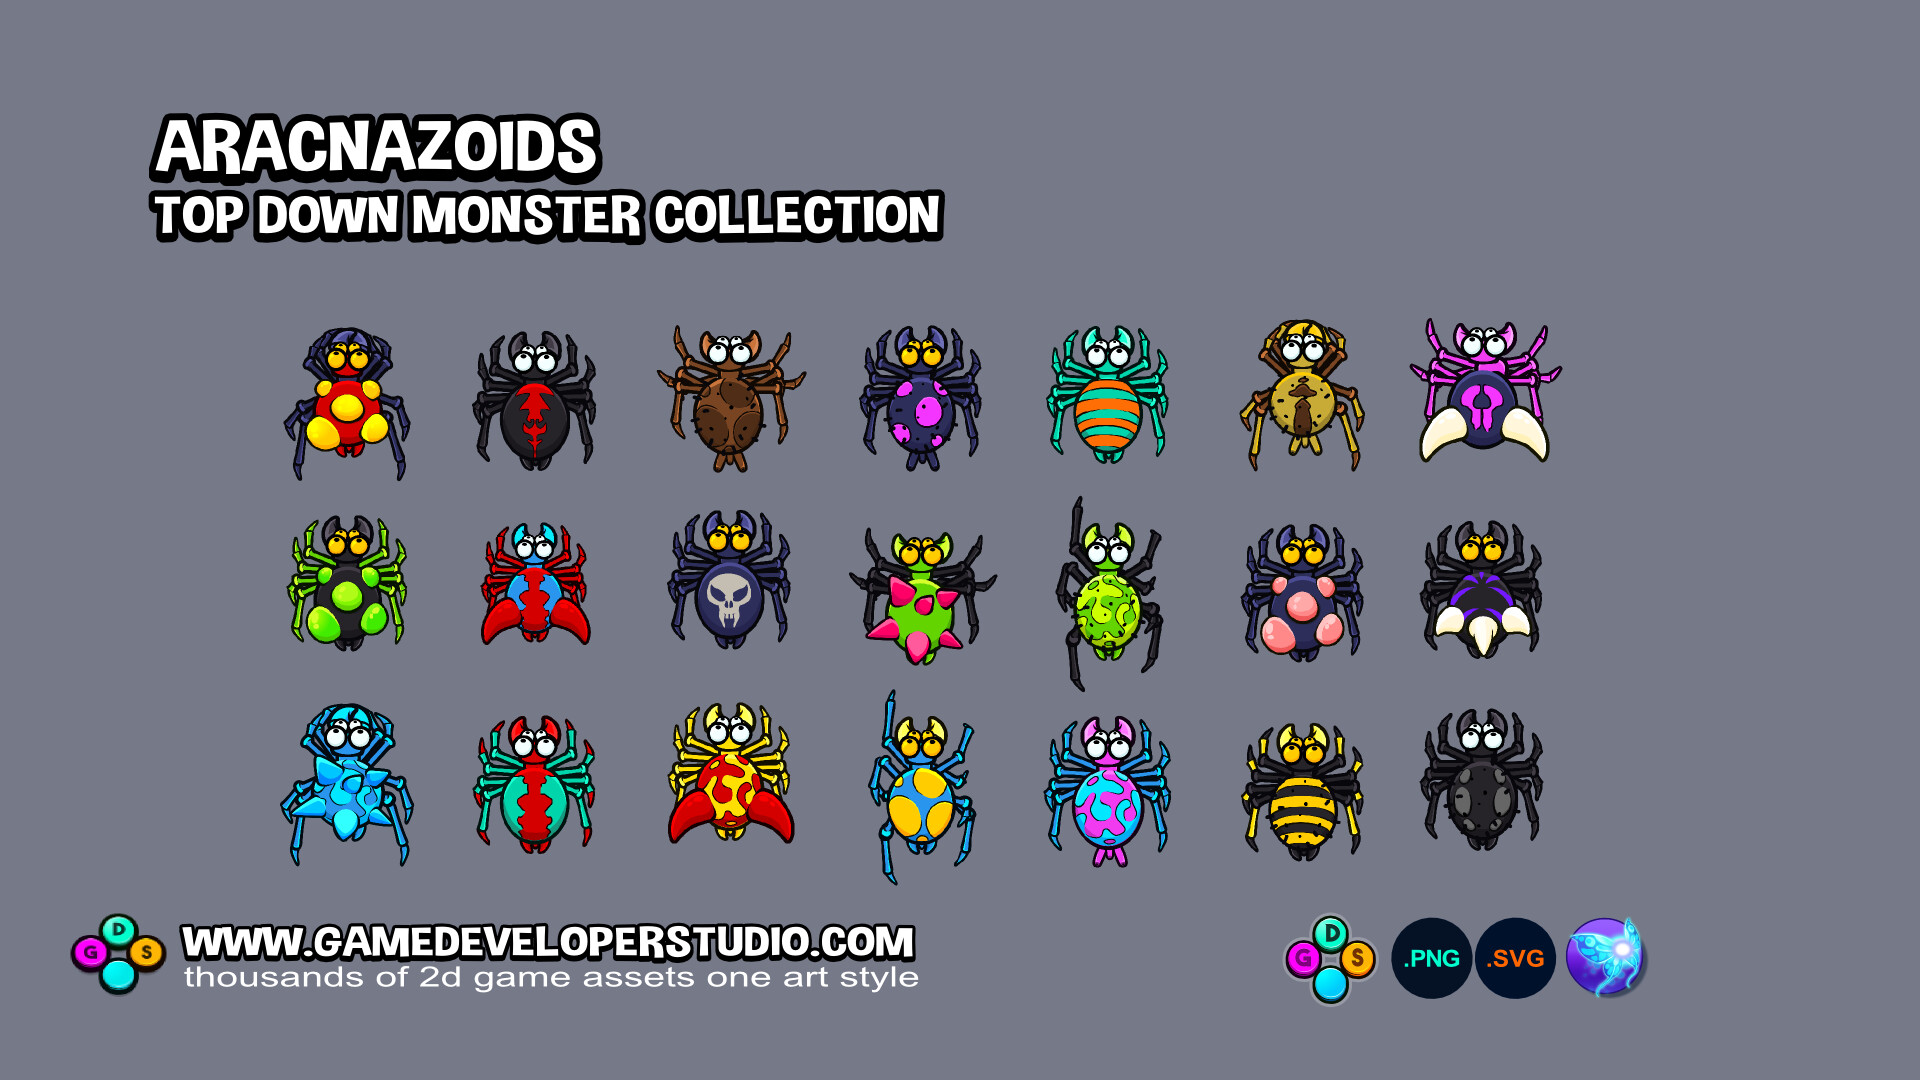 ARACNAZOIDS
TOP DOWN MONSTER COLLECTION
WWW.GAMEDEVELOPERSTUDIO.COM
thousands of 2d game assets one art style
D
G S
D
G S
.PNG .SVG